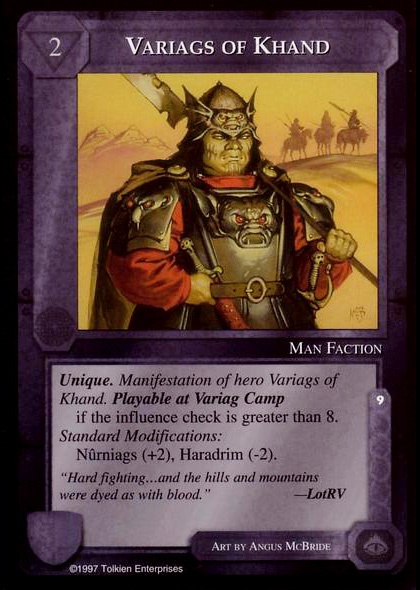 2
VARIAGS OF KHAND
McB
MAN FACTION
Unique. Manifestation of hero Variags of
Khand. Playable at Variag Camp
if the influence check is greater than 8.
9
Standard Modifications:
Nûrniags (+2), Haradrim (-2).
“Hard fighting...and the hills and mountains
were dyed as with blood.” —LotRV
ART BY ANGUS MCBRIDE
©1997 Tolkien Enterprises